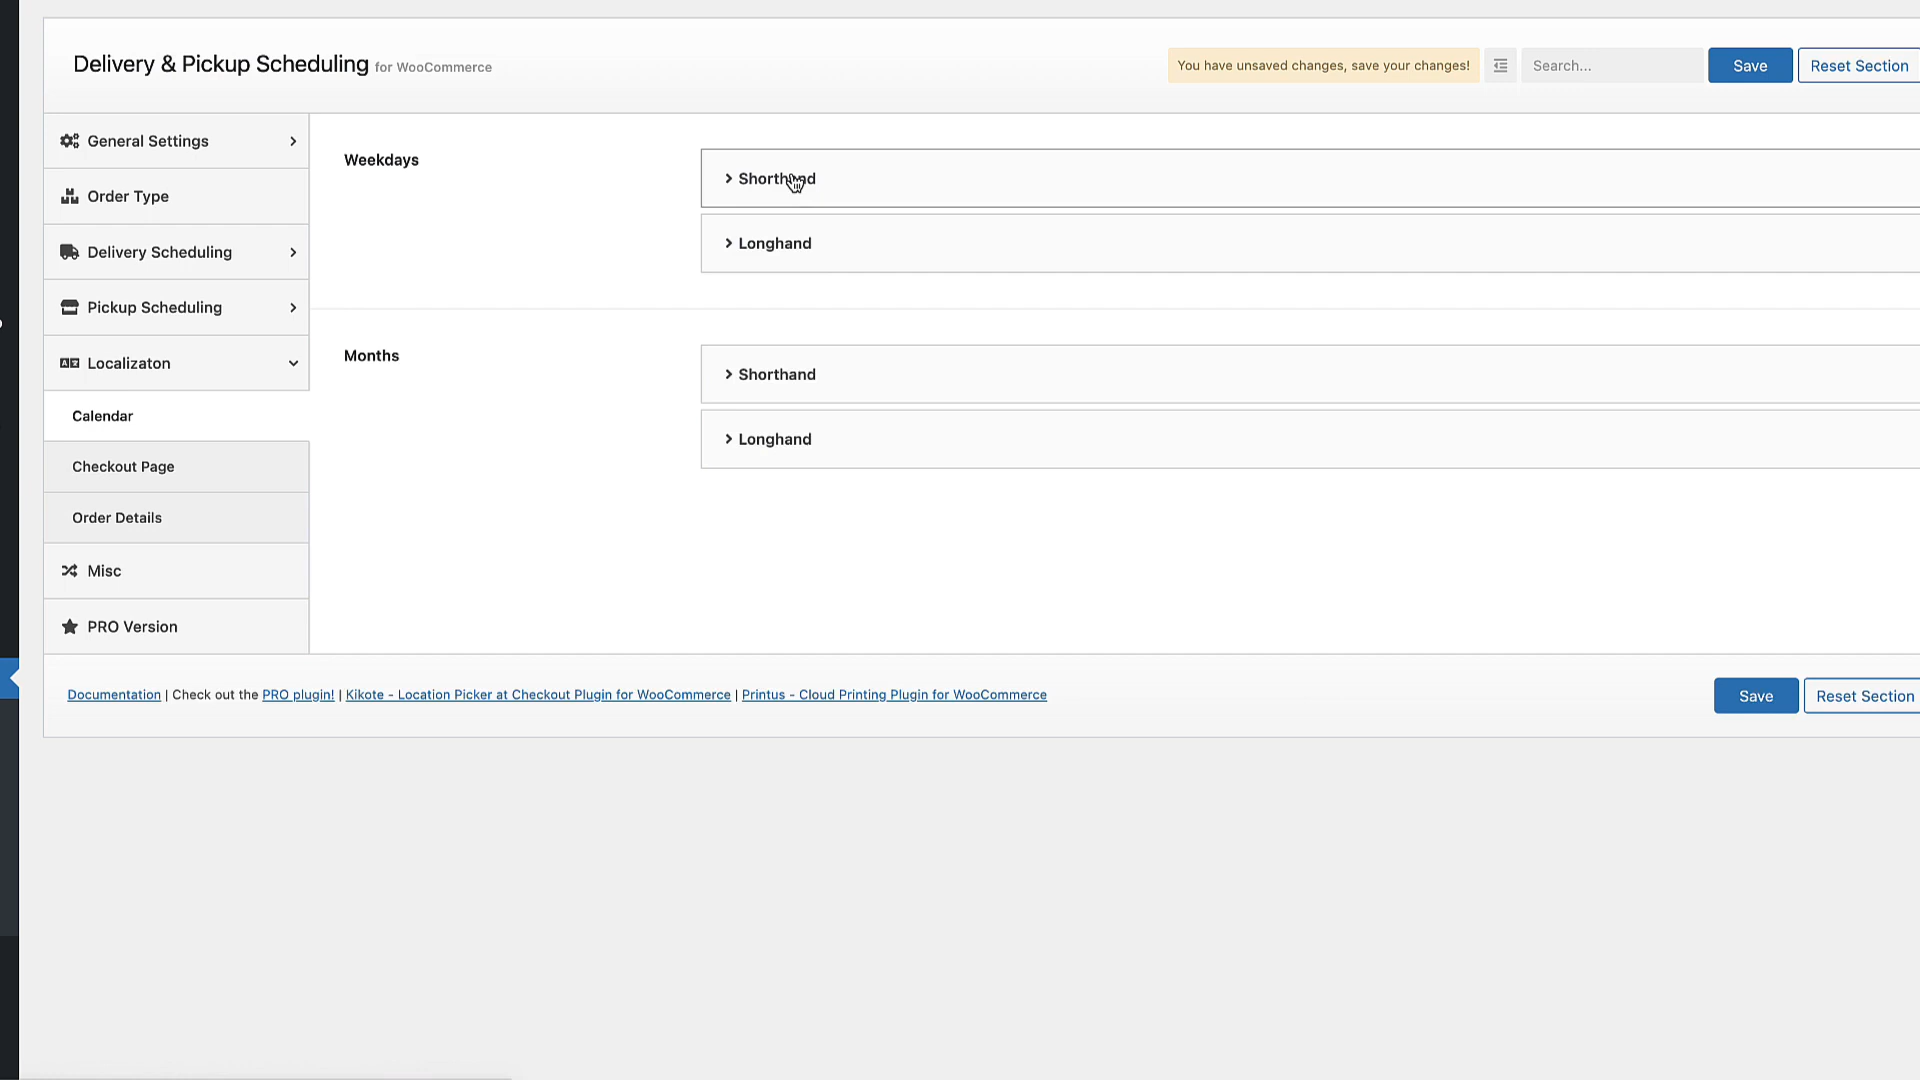 Delivery & Pickup Scheduling for WooCommerce
You have unsaved changes, save your changes!
Search...
Save
Reset Section
General Settings
Order Type
Delivery Scheduling
Pickup Scheduling
Localizaton
Calendar
Checkout Page
Order Details
Misc
PRO Version
Weekdays
Shorthand
Longhand
Months
Shorthand
Longhand
Documentation | Check out the PRO plugin! | Kikote - Location Picker at Checkout Plugin for WooCommerce | Printus - Cloud Printing Plugin for WooCommerce
Save
Reset Section